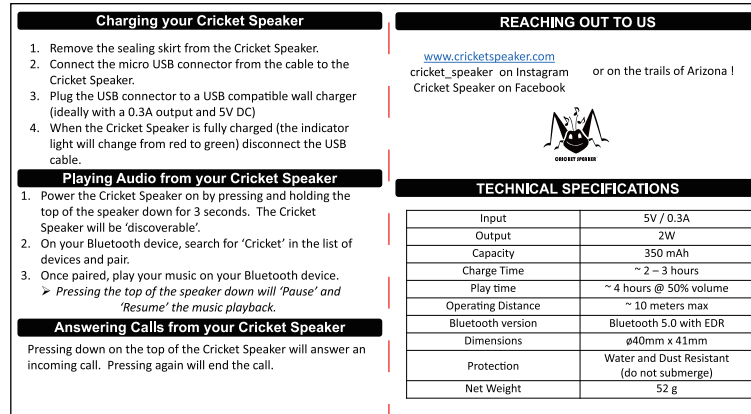 Charging your Cricket Speaker
1. Remove the sealing skirt from the Cricket Speaker.
2. Connect the micro USB connector from the cable to the
Cricket Speaker.
3. Plug the USB connector to a USB compatible wall charger
(ideally with a 0.3A output and 5V DC)
4. When the Cricket Speaker is fully charged (the indicator
light will change from red to green) disconnect the USB
cable.
Playing Audio from your Cricket Speaker
1. Power the Cricket Speaker on by pressing and holding the
top of the speaker down for 3 seconds. The Cricket
Speaker will be ‘discoverable’.
2. On your Bluetooth device, search for ‘Cricket’ in the list of
devices and pair.
3. Once paired, play your music on your Bluetooth device.
➢ Pressing the top of the speaker down will ‘Pause’ and
‘Resume’ the music playback.
Answering Calls from your Cricket Speaker
Pressing down on the top of the Cricket Speaker will answer an
incoming call. Pressing again will end the call.
REACHING OUT TO US
www.cricketspeaker.com
cricket_speaker on Instagram
Cricket Speaker on Facebook
or on the trails of Arizona !
CRICKET SPEAKER
TECHNICAL SPECIFICATIONS
Input 5V / 0.3A
Output 2W
Capacity 350 mAh
Charge Time ~ 2 – 3 hours
Play time ~ 4 hours @ 50% volume
Operating Distance ~ 10 meters max
Bluetooth version Bluetooth 5.0 with EDR
Dimensions ø40mm x 41mm
Protection Water and Dust Resistant
(do not submerge)
Net Weight 52 g